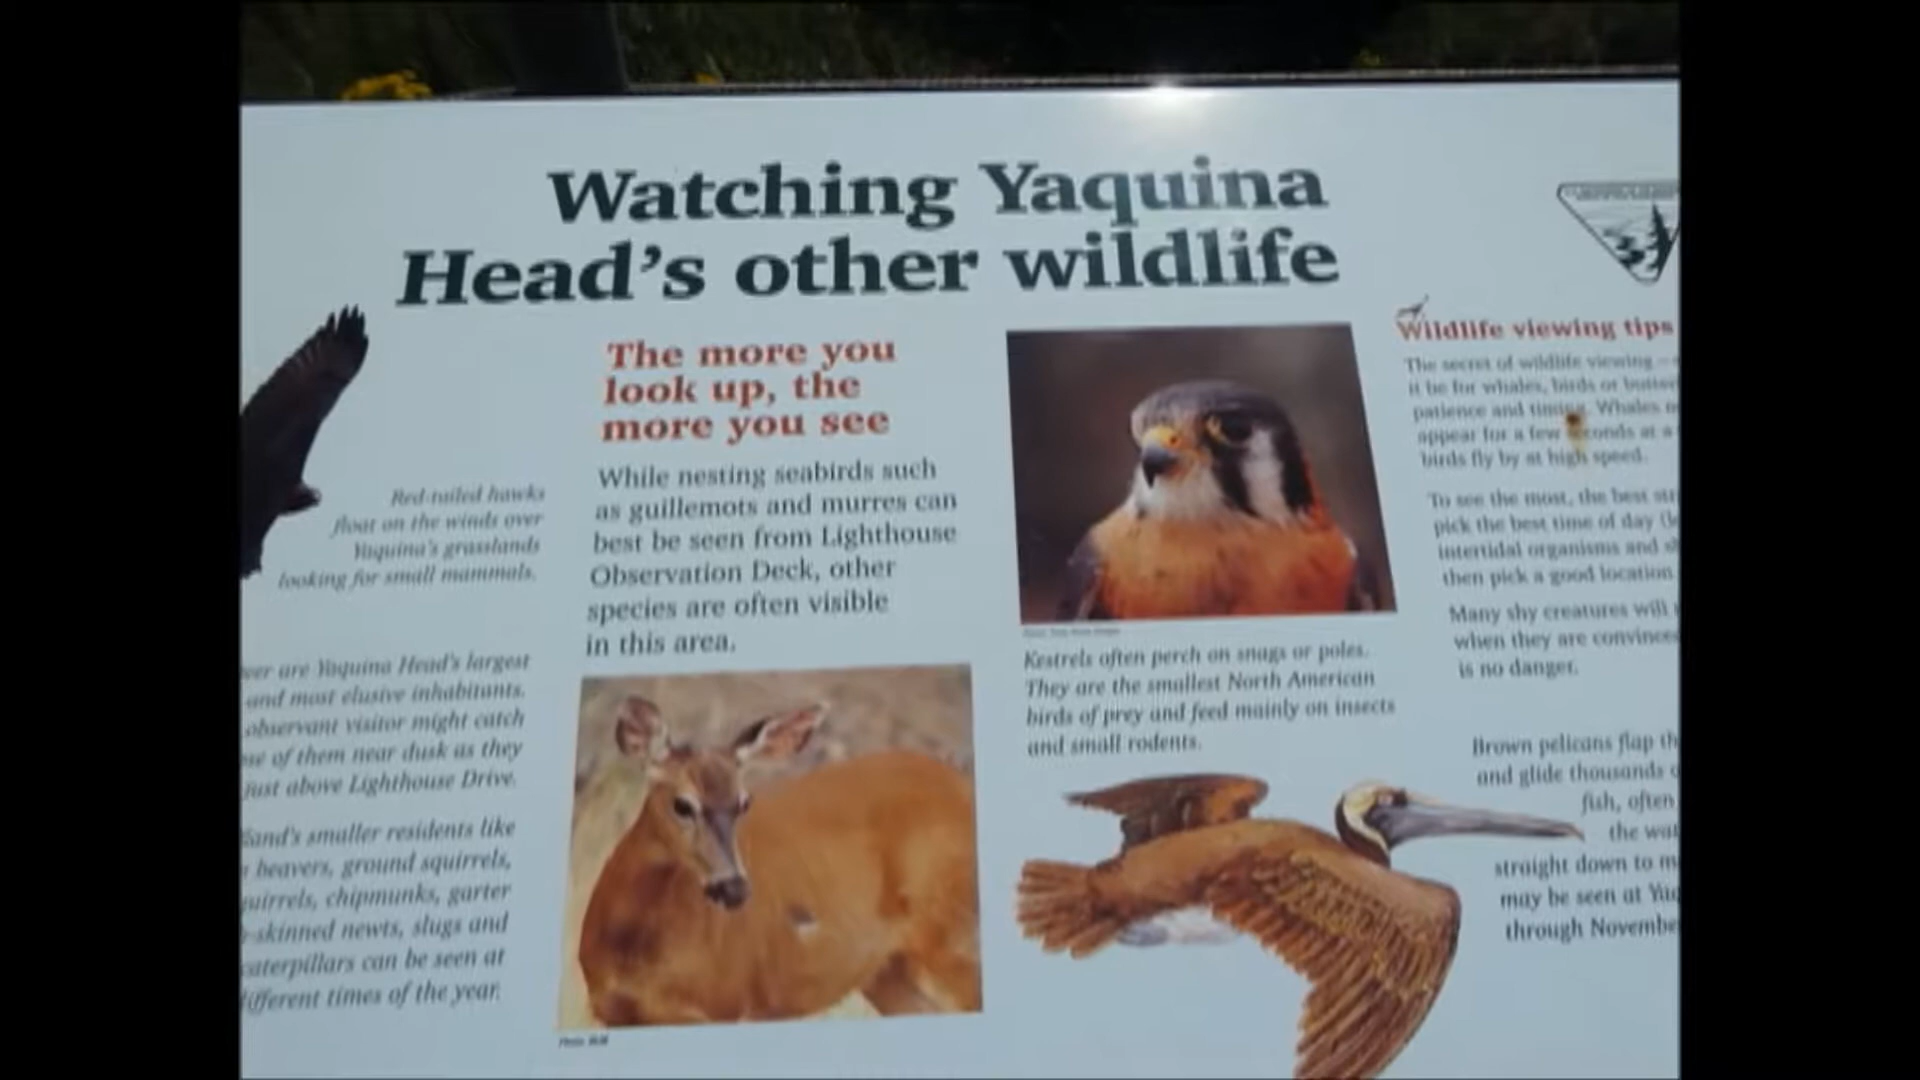 Watching Yaquina
Head's other wildlife
Red-tailed hawks
float on the winds over
Yaquina's grasslands
looking for small mammals.
are Yaquina Head's largest
and most elusive inhabitants.
observant visitor might catch
of them near dusk as they
just above Lighthouse Drive.
smaller residents like
beavers, ground squirrels,
chipmunks, garter
skinned newts, slugs and
caterpillars can be seen at
different times of the year.
The more you
look up, the
more you see
While nesting seabirds such
as guillemots and murres can
best be seen from Lighthouse
Observation Deck, other
species are often visible
in this area.
Kestrels often perch on snags or poles.
They are the smallest North American
birds of prey and feed mainly on insects
and small rodents.
Wildlife viewing tips
The secret of wildlife viewing –
it be for whales, birds or
patience and timing. Whales
appear for a few seconds at a
birds fly by at high speed.
To see the most, the best
pick the best time of day
intertidal organisms and
then pick a good location.
Many shy creatures will
when they are
is no danger.
Brown pelicans flap
and glide thousands
fish, often
the
straight down to
may be seen at
through